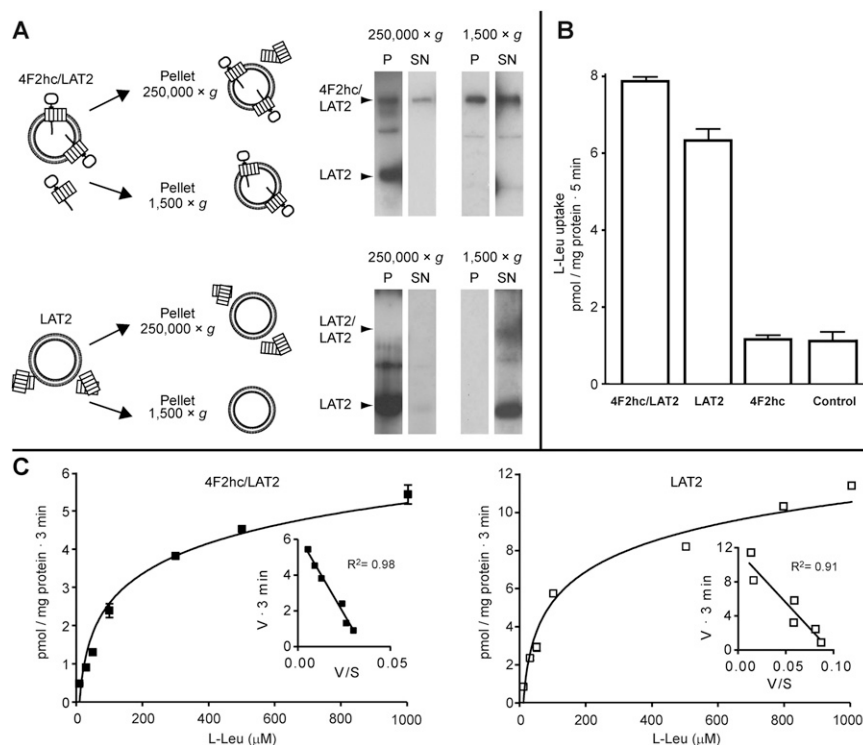 A
4F2hc/LAT2
Pellet
250,000 × g
Pellet
1,500 × g
250,000 × g
1,500 × g
P
SN
P
SN
4F2hc/
LAT2
LAT2
LAT2
Pellet
250,000 × g
Pellet
1,500 × g
250,000 × g
1,500 × g
P
SN
P
SN
LAT2/
LAT2
LAT2
B
L-Leu uptake
pmol / mg protein · 5 min
8
6
4
2
0
4F2hc/LAT2
LAT2
4F2hc
Control
C
4F2hc/LAT2
pmol / mg protein · 3 min
6
5
4
3
2
1
0
0
200
400
600
800
1000
L-Leu (µM)
V · 3 min
6
4
2
0
0.00
0.05
V/S
R²= 0.98
LAT2
pmol / mg protein · 3 min
12
10
8
6
4
2
0
0
200
400
600
800
1000
L-Leu (µM)
V · 3 min
12
8
4
0
0.00
0.05
0.10
V/S
R²= 0.91